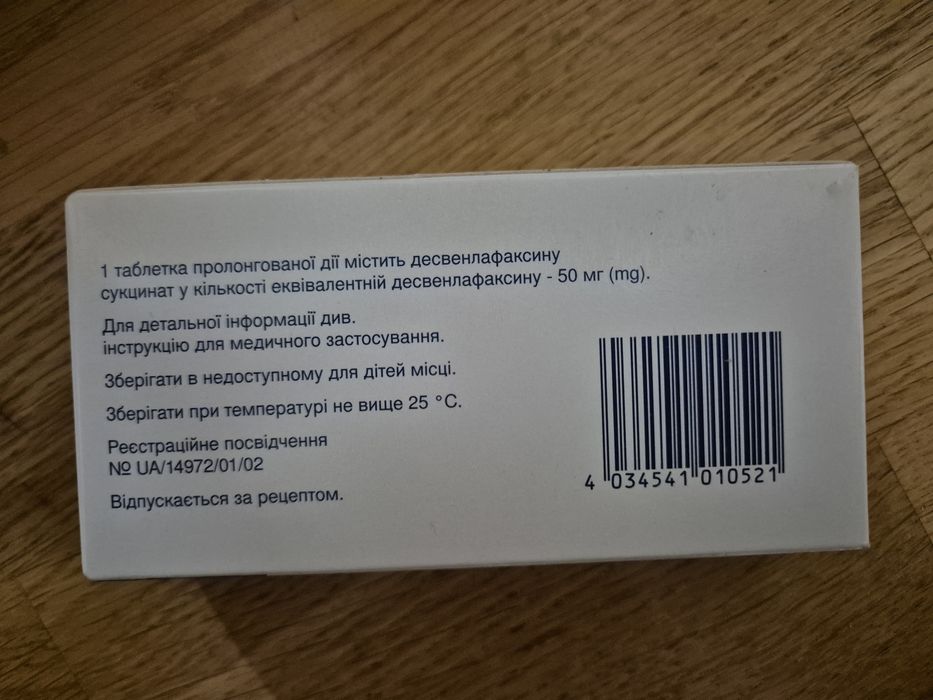 1 таблетка пролонгованої дії містить десвенлафаксину
сукцинат у кількості еквівалентній десвенлафаксину - 50 мг (mg).
Для детальної інформації див.
інструкцію для медичного застосування.
Зберігати в недоступному для дітей місці.
Зберігати при температурі не вище 25 °C.
Реєстраційне посвідчення
№ UA/14972/01/02
Відпускається за рецептом.
4 034541 010521